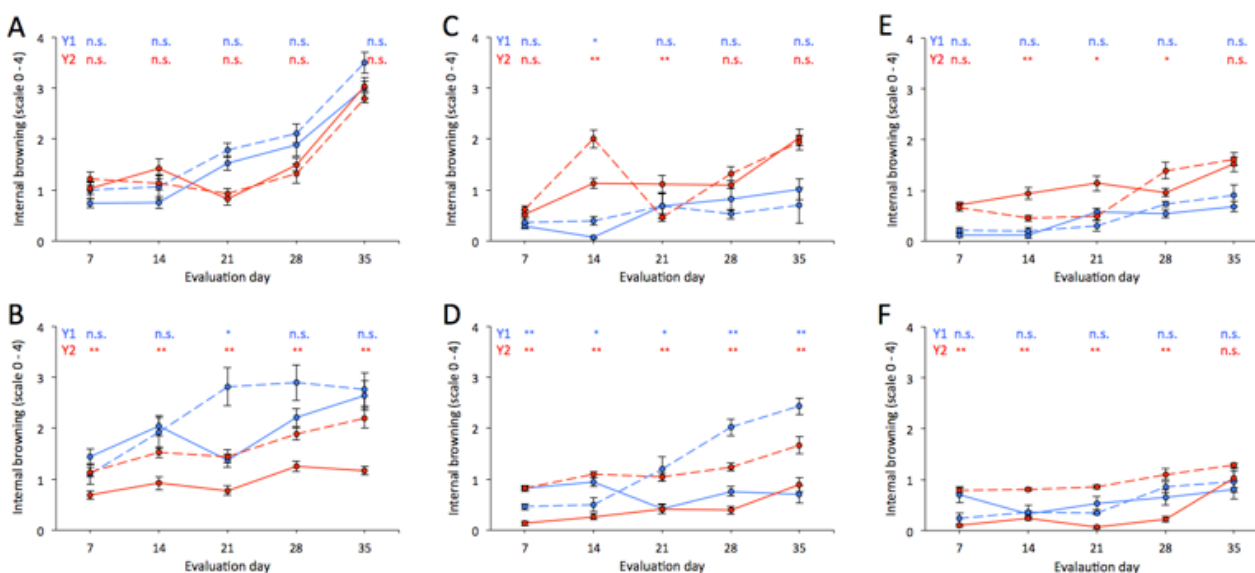 A
Y1 n.s. n.s. n.s. n.s. n.s.
Y2 n.s. n.s. n.s. n.s. n.s.
Internal browning (scale 0 - 4)
4
3
2
1
0
7 14 21 28 35
Evaluation day
C
Y1 n.s. * n.s. n.s. n.s.
Y2 n.s. ** ** n.s. n.s.
Internal browning (scale 0 - 4)
4
3
2
1
0
7 14 21 28 35
Evaluation day
E
Y1 n.s. n.s. n.s. n.s. n.s.
Y2 n.s. ** * * n.s.
Internal browning (scale 0 - 4)
4
3
2
1
0
7 14 21 28 35
Evaluation day
B
Y1 n.s. n.s. * n.s. n.s.
Y2 ** ** ** ** **
Internal browning (scale 0 - 4)
4
3
2
1
0
7 14 21 28 35
Evaluation day
D
Y1 ** * * ** **
Y2 ** ** ** ** **
Internal browning (scale 0 - 4)
4
3
2
1
0
7 14 21 28 35
Evaluation day
F
Y1 n.s. n.s. n.s. n.s. n.s.
Y2 ** ** ** ** n.s.
Internal browning (scale 0 - 4)
4
3
2
1
0
7 14 21 28 35
Evalaution day